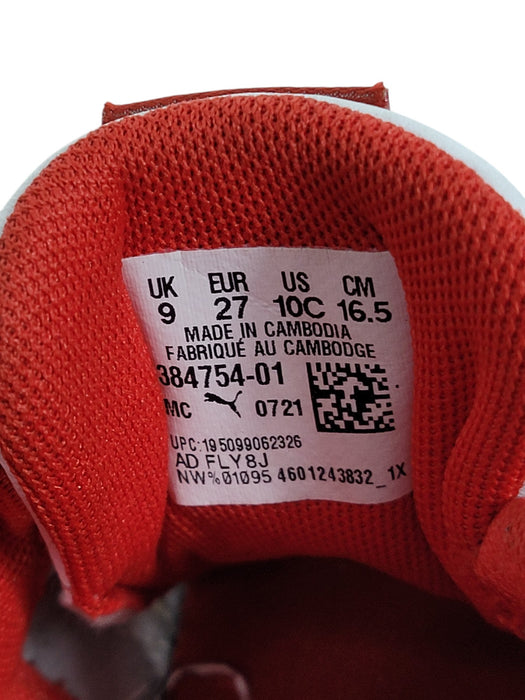 UK EUR US CM
9 27 10C 16.5
MADE IN CAMBODIA
FABRIQUÉ AU CAMBODGE
384754-01
MC 0721
UPC:195099062326
AD FLY8J
NW%01095 4601243832_1X